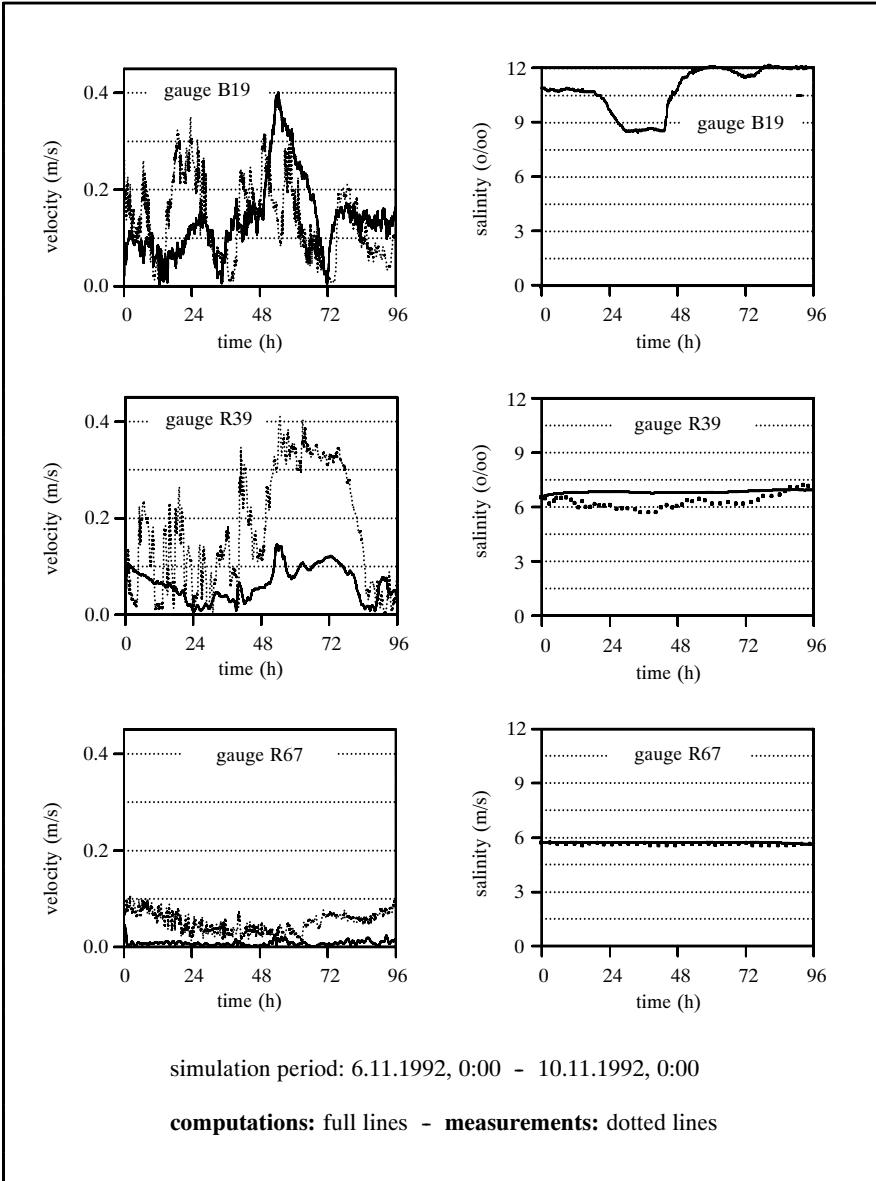 gauge B19
velocity (m/s)
0.4
0.2
0.0
0 24 48 72 96
time (h)
gauge B19
salinity (o/oo)
12
9
6
3
0
0 24 48 72 96
time (h)
gauge R39
velocity (m/s)
0.4
0.2
0.0
0 24 48 72 96
time (h)
gauge R39
salinity (o/oo)
12
9
6
3
0
0 24 48 72 96
time (h)
gauge R67
velocity (m/s)
0.4
0.2
0.0
0 24 48 72 96
time (h)
gauge R67
salinity (m/s)
12
9
6
3
0
0 24 48 72 96
time (h)
simulation period: 6.11.1992, 0:00 - 10.11.1992, 0:00
computations: full lines - measurements: dotted lines